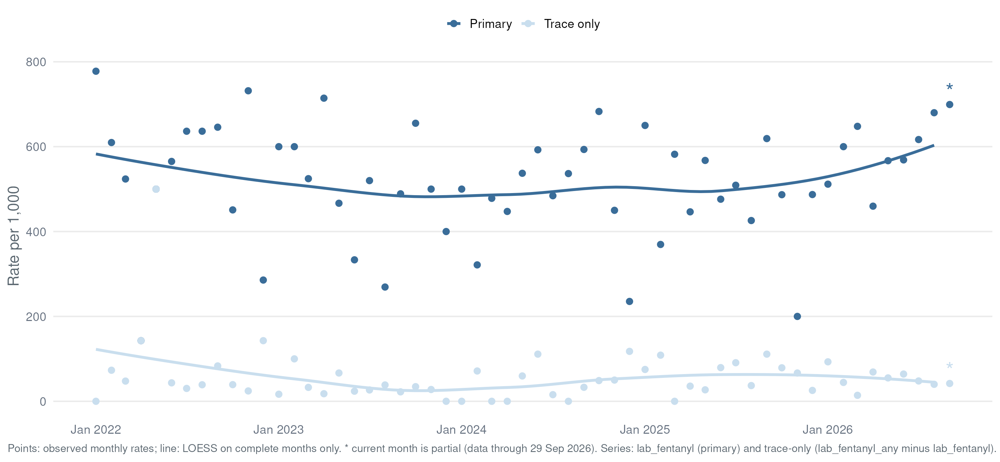 Primary Trace only
800
*
600
400
200
*
0
Rate per 1,000
Jan 2022 Jan 2023 Jan 2024 Jan 2025 Jan 2026
Points: observed monthly rates; line: LOESS on complete months only. * current month is partial (data through 29 Sep 2026). Series: lab_fentanyl (primary) and trace-only (lab_fentanyl_any minus lab_fentanyl).